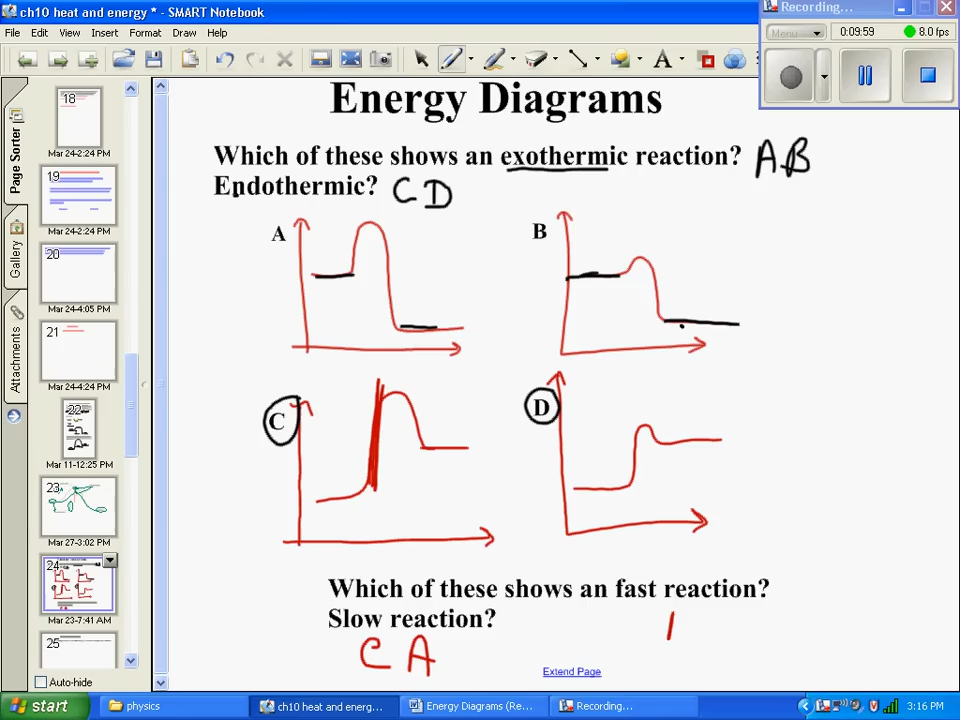 ch10 heat and energy * - SMART Notebook
Recording...
File Edit View Insert Format Draw Help
Menu
0:09:59
8.0 fps
Page Sorter
Gallery
Attachments
18
Mar 24-2:24 PM
19
Mar 24-2:24 PM
20
Mar 24-4:05 PM
21
Mar 24-4:24 PM
22
Mar 11-12:25 PM
23
Mar 27-3:02 PM
24
Mar 23-7:41 AM
25
Auto-hide
Energy Diagrams
Which of these shows an exothermic reaction? A B
Endothermic? C D
A
B
C
D
Which of these shows an fast reaction?
Slow reaction?
C A
Extend Page
start
physics
ch10 heat and energ...
Energy Diagrams (Re...
Recording...
3:16 PM